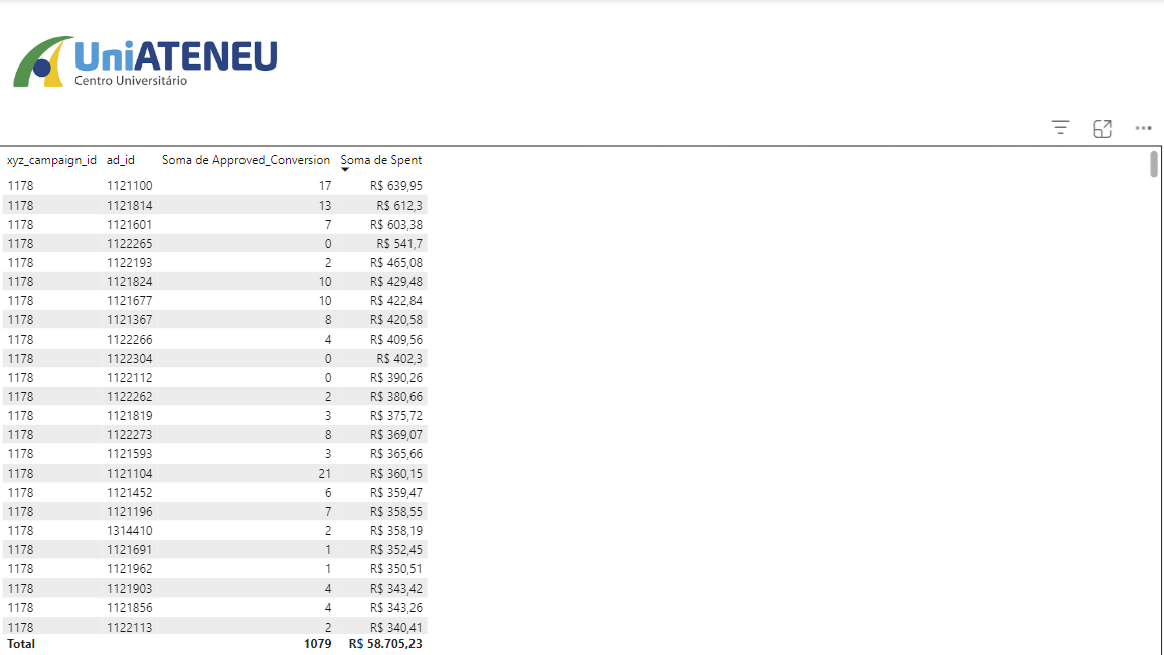 UniATENEU
Centro Universitário
xyz_campaign_id ad_id Soma de Approved_Conversion Soma de Spent
1178 1121100 17 R$ 639,95
1178 1121814 13 R$ 612,3
1178 1121601 7 R$ 603,38
1178 1122265 0 R$ 541,7
1178 1122193 2 R$ 465,08
1178 1121824 10 R$ 429,48
1178 1121677 10 R$ 422,84
1178 1121367 8 R$ 420,58
1178 1122266 4 R$ 409,56
1178 1122304 0 R$ 402,3
1178 1122112 0 R$ 390,26
1178 1122262 2 R$ 380,66
1178 1121819 3 R$ 375,72
1178 1122273 8 R$ 369,07
1178 1121593 3 R$ 365,66
1178 1121104 21 R$ 360,15
1178 1121452 6 R$ 359,47
1178 1121196 7 R$ 358,55
1178 1314410 2 R$ 358,19
1178 1121691 1 R$ 352,45
1178 1121962 1 R$ 350,51
1178 1121903 4 R$ 343,42
1178 1121856 4 R$ 343,26
1178 1122113 2 R$ 340,41
Total 1079 R$ 58.705,23